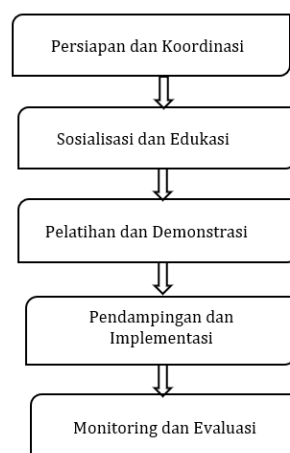 Persiapan dan Koordinasi
Sosialisasi dan Edukasi
Pelatihan dan Demonstrasi
Pendampingan dan
Implementasi
Monitoring dan Evaluasi